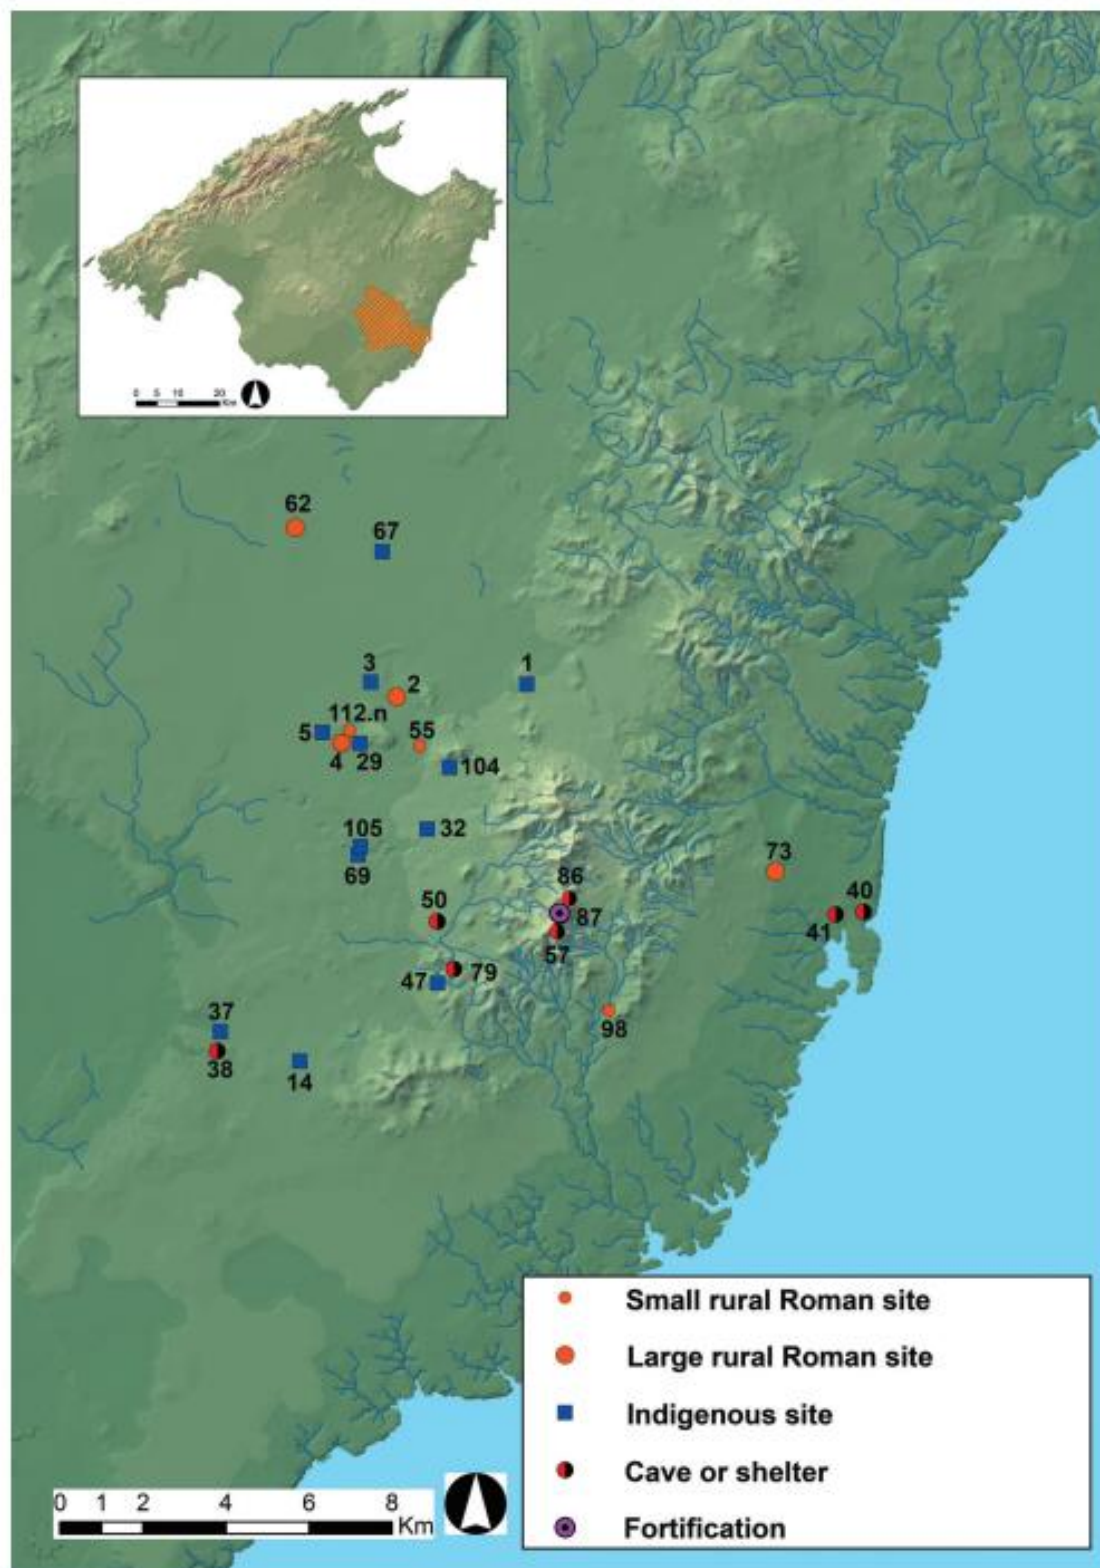 0 5 10 20
Km
62
67
3
2
1
112.n
5
55
4
29
104
105
32
69
73
86
50
40
87
41
57
79
47
37
98
38
14
Small rural Roman site
Large rural Roman site
Indigenous site
Cave or shelter
Fortification
0 1 2 4 6 8
Km